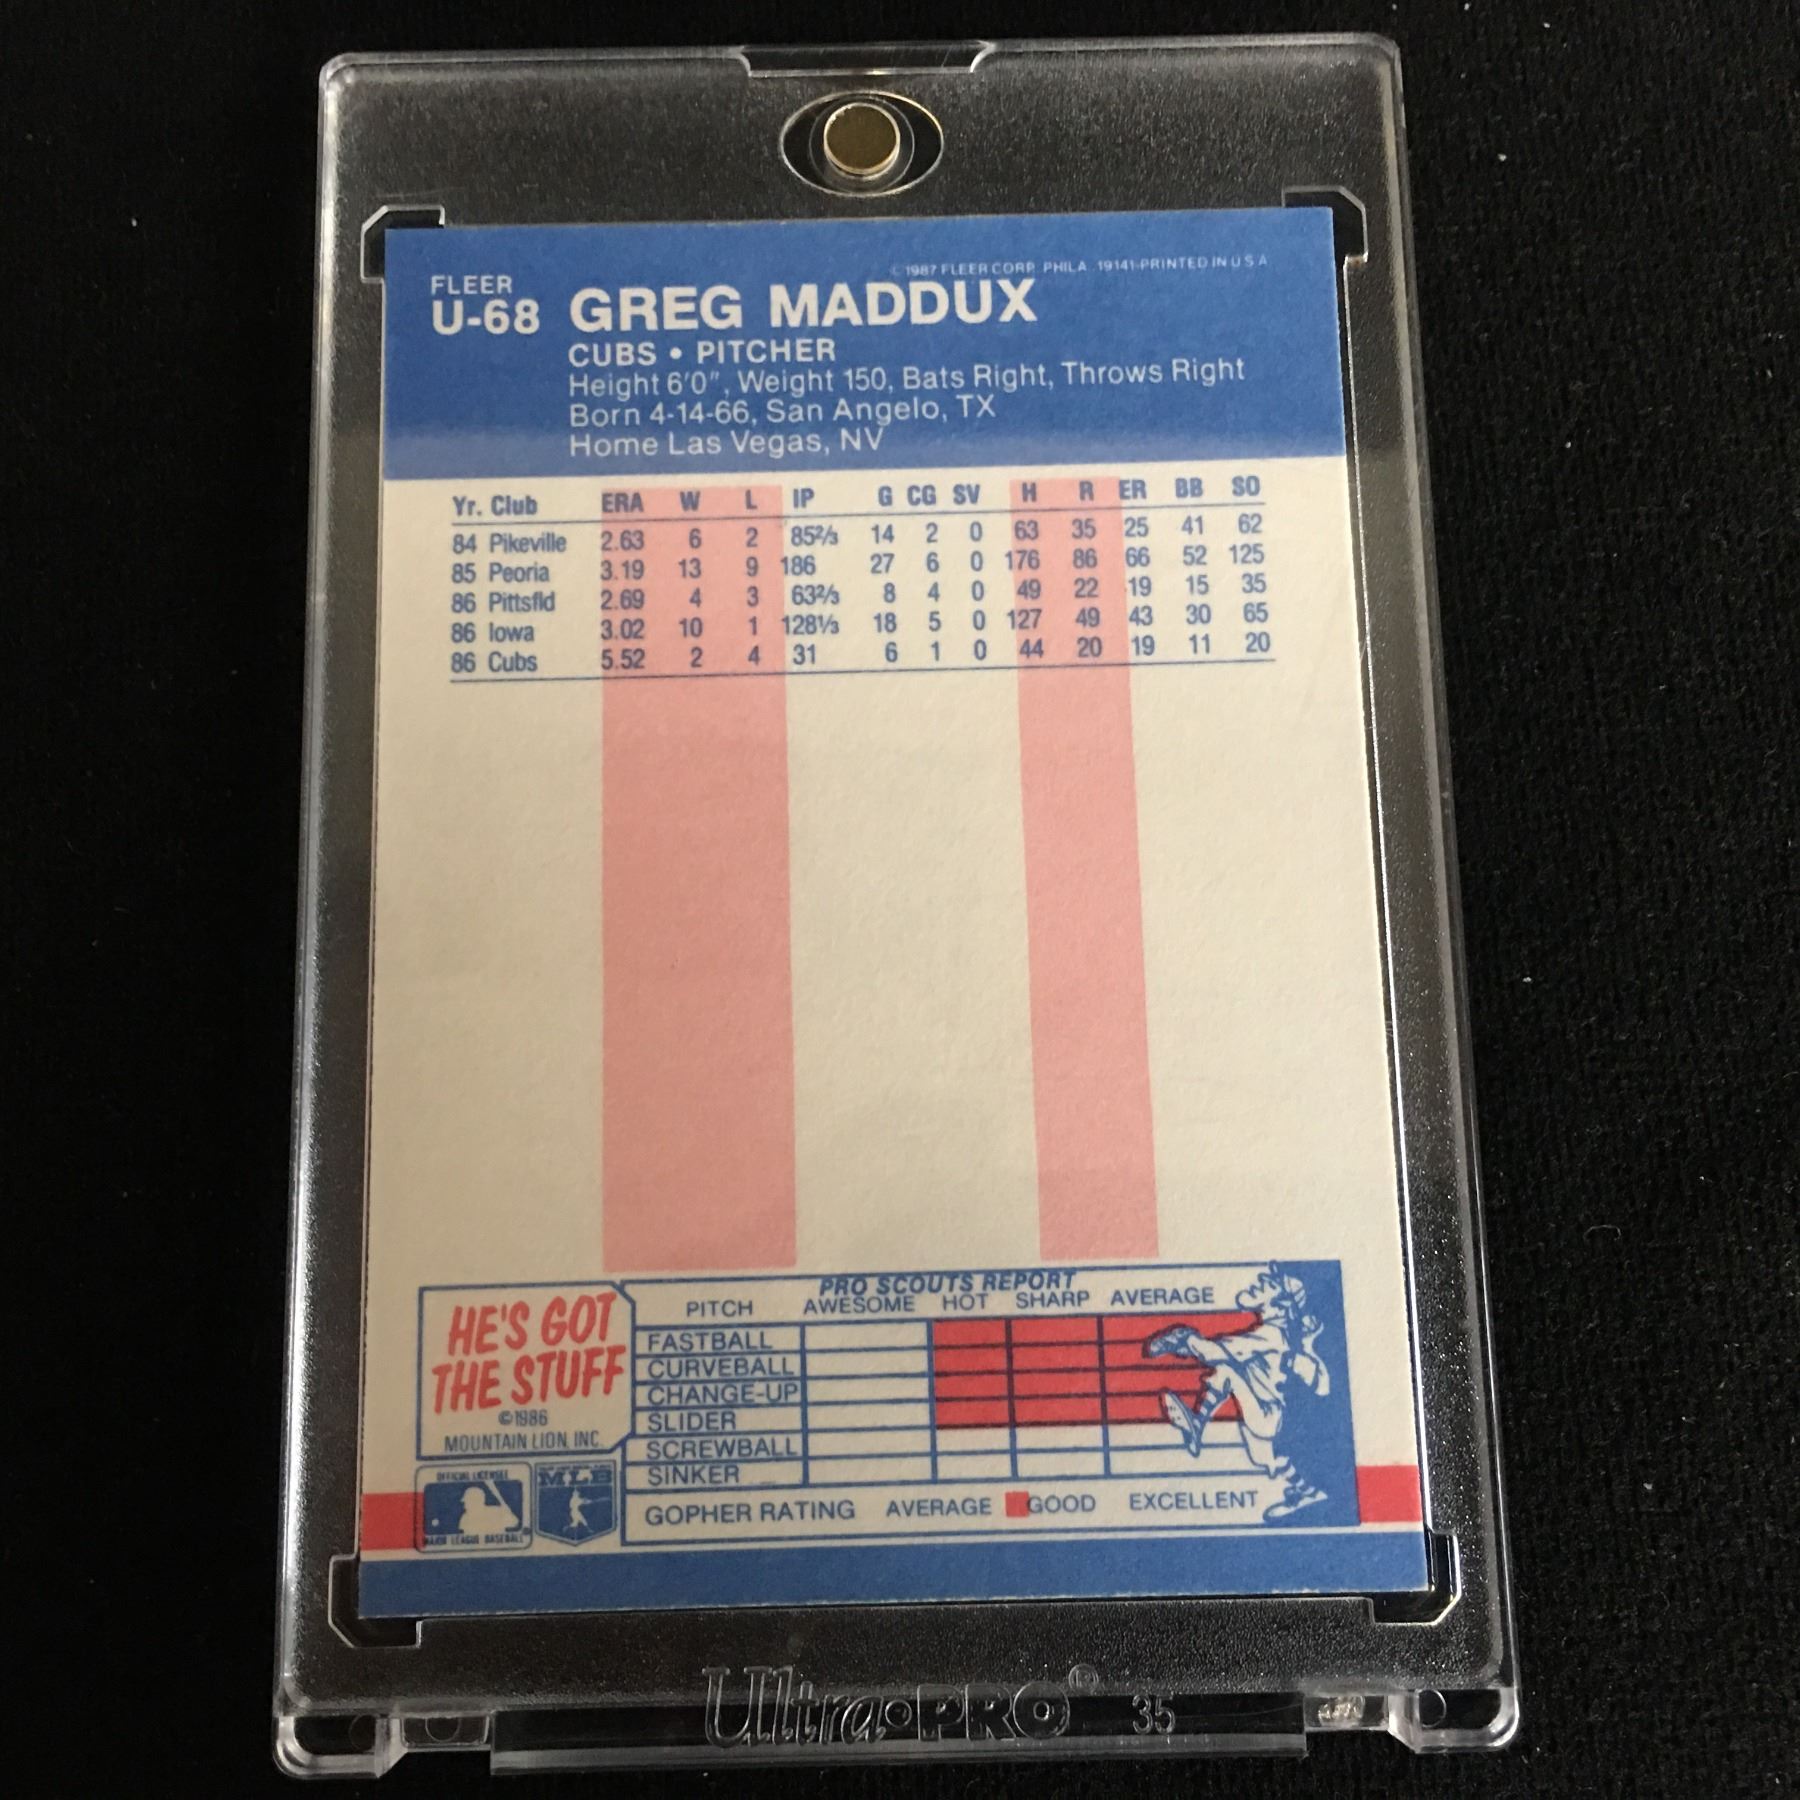 © 1987 FLEER CORP. PHILA. 19141-PRINTED IN U S A
FLEER
U-68 GREG MADDUX
CUBS • PITCHER
Height 6'0", Weight 150, Bats Right, Throws Right
Born 4-14-66, San Angelo, TX
Home Las Vegas, NV
Yr. Club ERA W L IP G CG SV H R ER BB SO
84 Pikeville 2.63 6 2 85⅔ 14 2 0 63 35 25 41 62
85 Peoria 3.19 13 9 186 27 6 0 176 86 66 52 125
86 Pittsfld 2.69 4 3 63⅔ 8 4 0 49 22 19 15 35
86 Iowa 3.02 10 1 128⅓ 18 5 0 127 49 43 30 65
86 Cubs 5.52 2 4 31 6 1 0 44 20 19 11 20
HE'S GOT
THE STUFF
©1986
MOUNTAIN LION, INC.
PRO SCOUTS REPORT
PITCH AWESOME HOT SHARP AVERAGE
FASTBALL
CURVEBALL
CHANGE-UP
SLIDER
SCREWBALL
SINKER
GOPHER RATING AVERAGE GOOD EXCELLENT
OFFICIAL LICENSEE
MAJOR LEAGUE BASEBALL
MLB
Ultra•PRO® 35